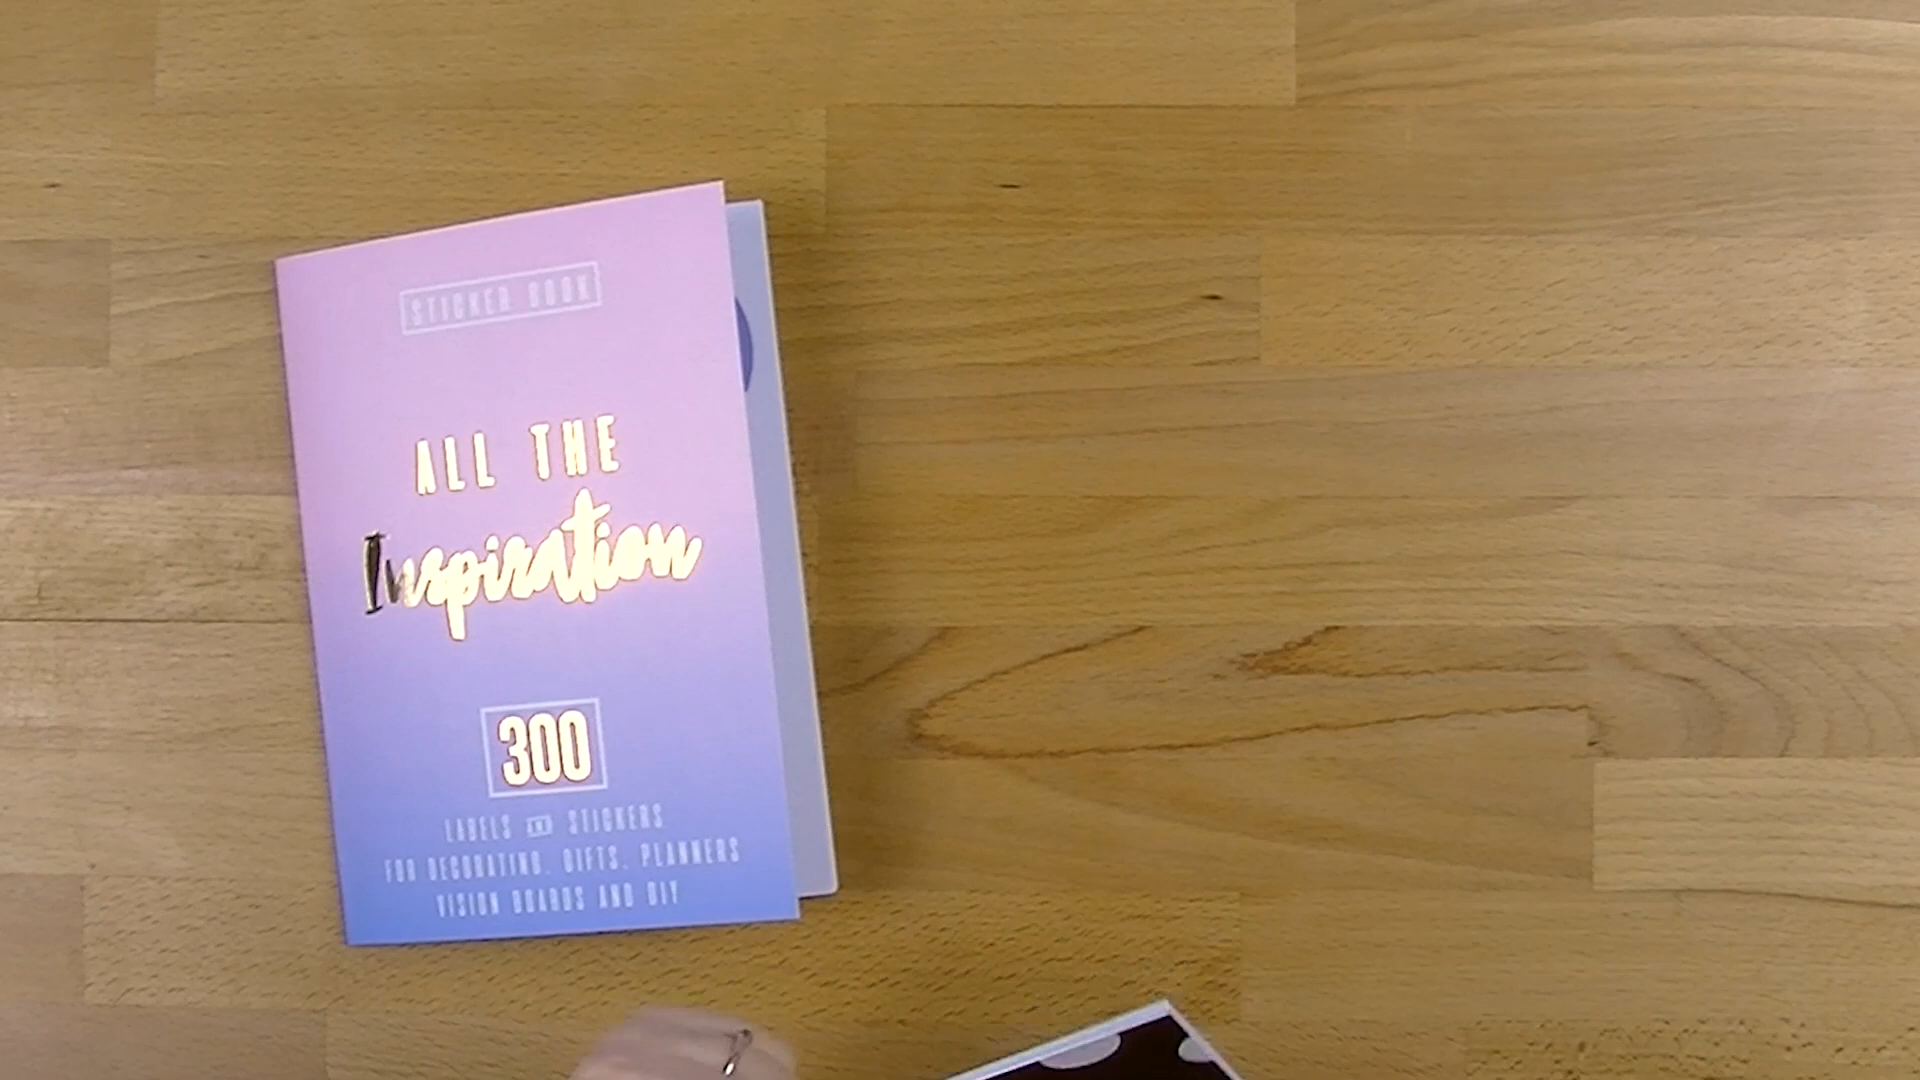 STICKER BOOK
ALL THE
Inspiration
300
LABELS AND STICKERS
FOR DECORATING, GIFTS, PLANNERS
VISION BOARDS AND DIY